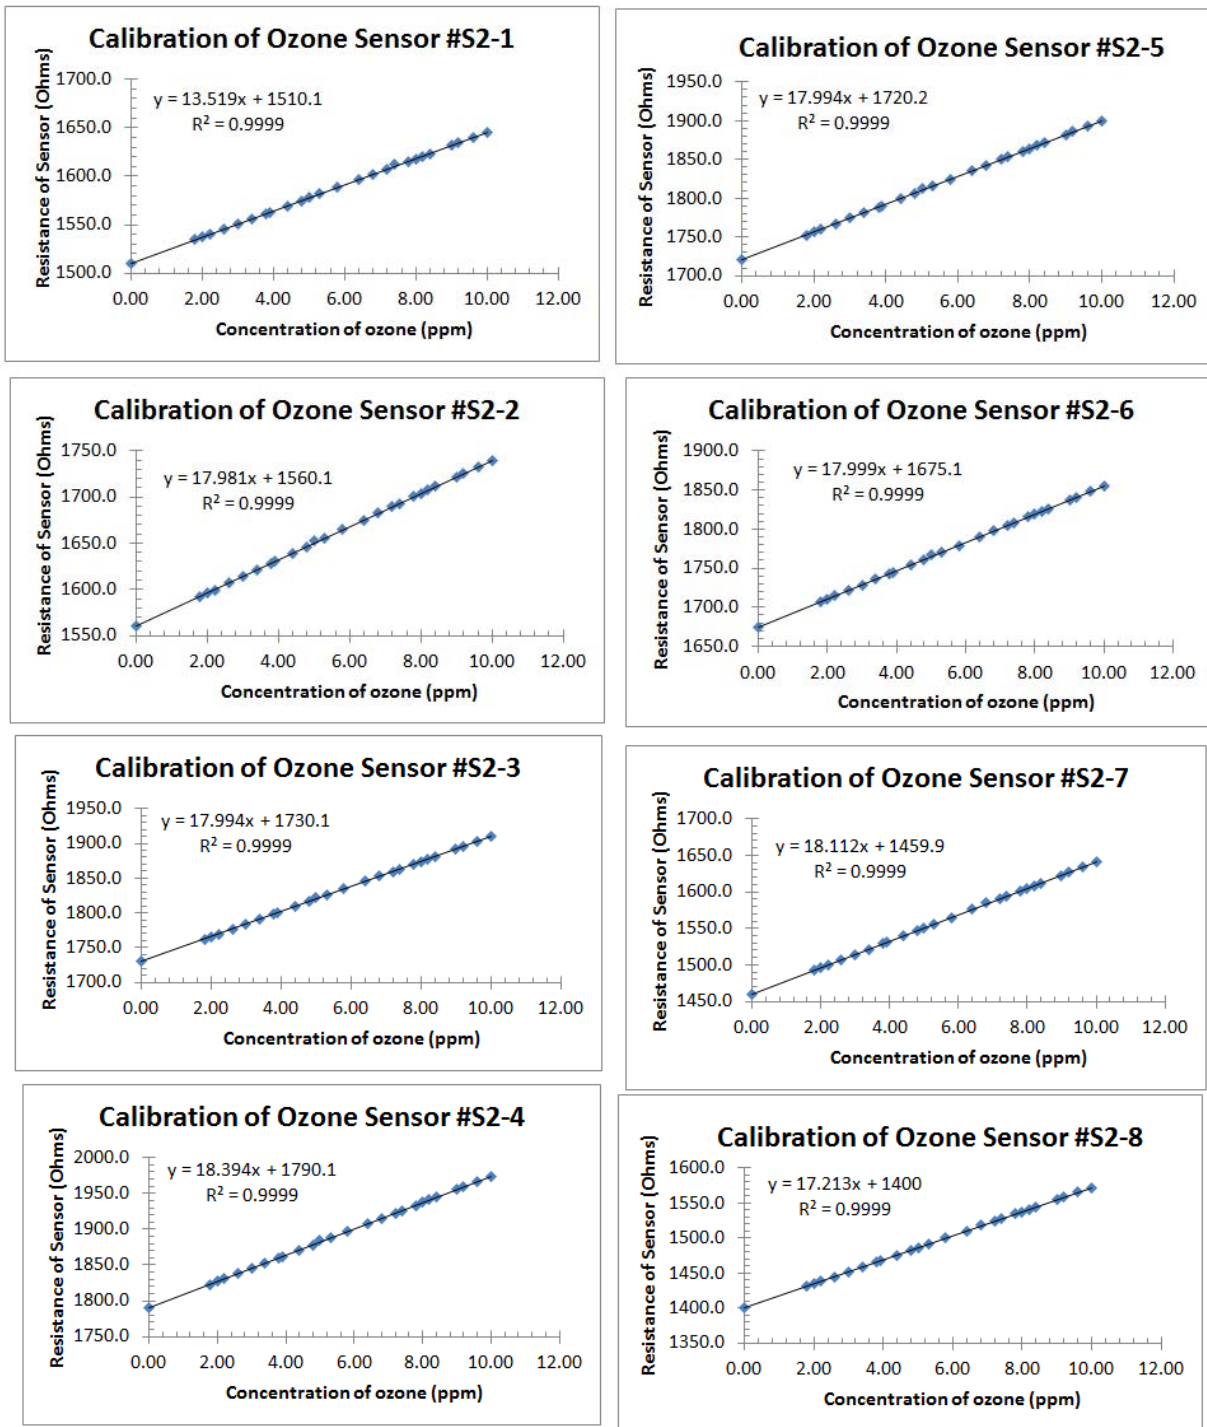 Calibration of Ozone Sensor #S2-1
Resistance of Sensor (Ohms)
1700.0
1650.0
1600.0
1550.0
1500.0
y = 13.519x + 1510.1
R² = 0.9999
0.00 2.00 4.00 6.00 8.00 10.00 12.00
Concentration of ozone (ppm)
Calibration of Ozone Sensor #S2-5
Resistance of Sensor (Ohms)
1950.0
1900.0
1850.0
1800.0
1750.0
1700.0
y = 17.994x + 1720.2
R² = 0.9999
0.00 2.00 4.00 6.00 8.00 10.00 12.00
Concentration of ozone (ppm)
Calibration of Ozone Sensor #S2-2
Resistance of Sensor (Ohms)
1750.0
1700.0
1650.0
1600.0
1550.0
y = 17.981x + 1560.1
R² = 0.9999
0.00 2.00 4.00 6.00 8.00 10.00 12.00
Concentration of ozone (ppm)
Calibration of Ozone Sensor #S2-6
Resistance of Sensor (Ohms)
1900.0
1850.0
1800.0
1750.0
1700.0
1650.0
y = 17.999x + 1675.1
R² = 0.9999
0.00 2.00 4.00 6.00 8.00 10.00 12.00
Concentration of ozone (ppm)
Calibration of Ozone Sensor #S2-3
Resistance of Sensor (Ohms)
1950.0
1900.0
1850.0
1800.0
1750.0
1700.0
y = 17.994x + 1730.1
R² = 0.9999
0.00 2.00 4.00 6.00 8.00 10.00 12.00
Concentration of ozone (ppm)
Calibration of Ozone Sensor #S2-7
Resistance of Sensor (Ohms)
1700.0
1650.0
1600.0
1550.0
1500.0
1450.0
y = 18.112x + 1459.9
R² = 0.9999
0.00 2.00 4.00 6.00 8.00 10.00 12.00
Concentration of ozone (ppm)
Calibration of Ozone Sensor #S2-4
Resistance of Sensor (Ohms)
2000.0
1950.0
1900.0
1850.0
1800.0
1750.0
y = 18.394x + 1790.1
R² = 0.9999
0.00 2.00 4.00 6.00 8.00 10.00 12.00
Concentration of ozone (ppm)
Calibration of Ozone Sensor #S2-8
Resistance of Sensor (Ohms)
1600.0
1550.0
1500.0
1450.0
1400.0
1350.0
y = 17.213x + 1400
R² = 0.9999
0.00 2.00 4.00 6.00 8.00 10.00 12.00
Concentration of ozone (ppm)